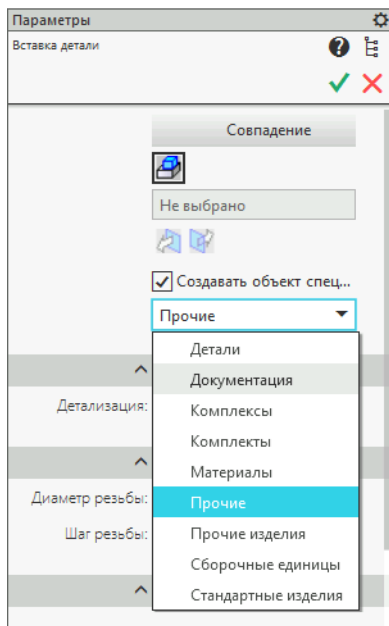 Параметры
Вставка детали
Совпадение
Не выбрано
Создавать объект спец...
Прочие
Детали
Документация
Детализация:
Комплексы
Комплекты
Материалы
Диаметр резьбы:
Прочие
Шаг резьбы:
Прочие изделия
Сборочные единицы
Стандартные изделия